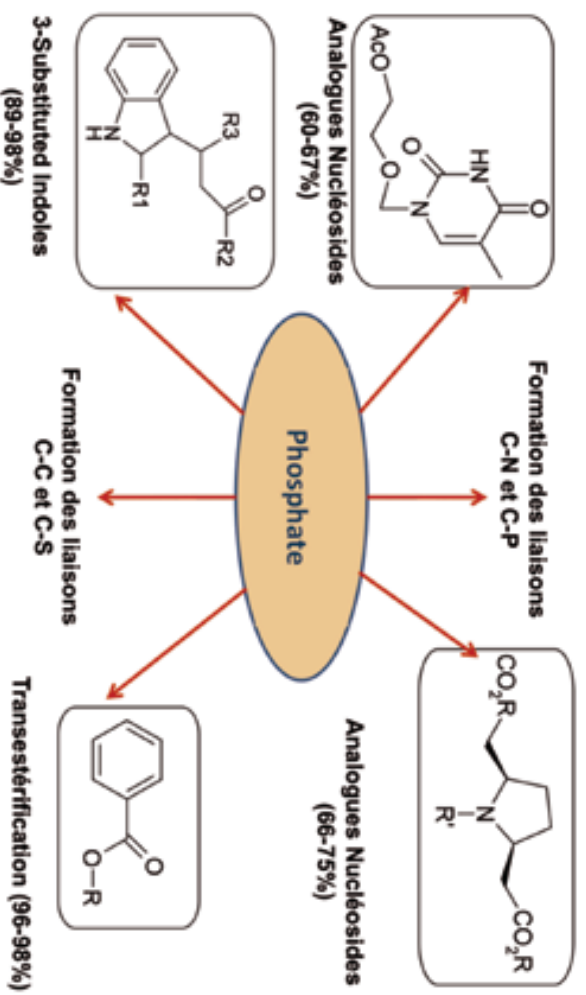 O
HN
O
N
O
AcO
Analogues Nucléosides
(60-67%)
Formation des liaisons
C-N et C-P
CO₂R
CO₂R
N
R'
Analogues Nucléosides
(66-75%)
Phosphate
O
R3
R2
R1
N
H
3-Substituted Indoles
(89-98%)
Formation des liaisons
C-C et C-S
O
O-R
Transestérification (96-98%)